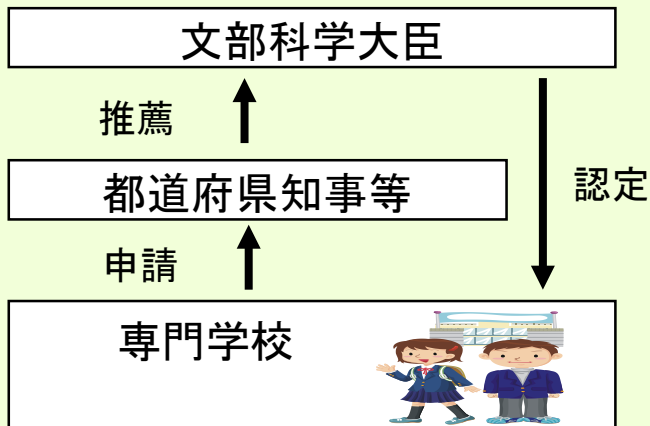 文部科学大臣
推薦
都道府県知事等
認定
申請
専門学校